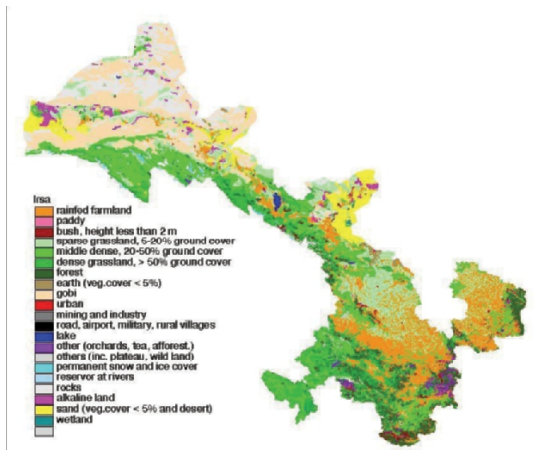 lrsa
rainfed farmland
paddy
bush, height less than 2 m
sparse grassland, 5-20% ground cover
middle dense, 20-50% ground cover
dense grassland, > 50% ground cover
forest
earth (veg.cover < 5%)
gobi
urban
mining and industry
road, airport, military, rural villages
lake
other (orchards, tea, afforest.)
others (inc. plateau, wild land)
permanent snow and ice cover
reservor at rivers
rocks
alkaline land
sand (veg.cover < 5% and desert)
wetland